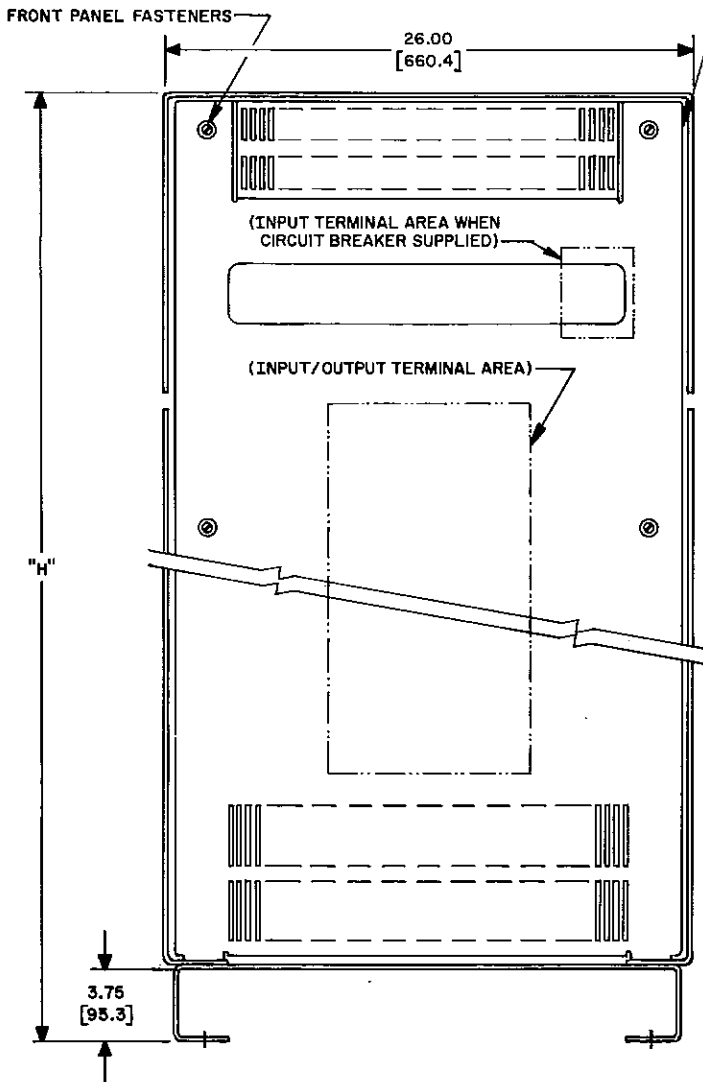 FRONT PANEL FASTENERS
26.00
[660.4]
(INPUT TERMINAL AREA WHEN
CIRCUIT BREAKER SUPPLIED)
(INPUT/OUTPUT TERMINAL AREA)
"H"
3.75
[95.3]